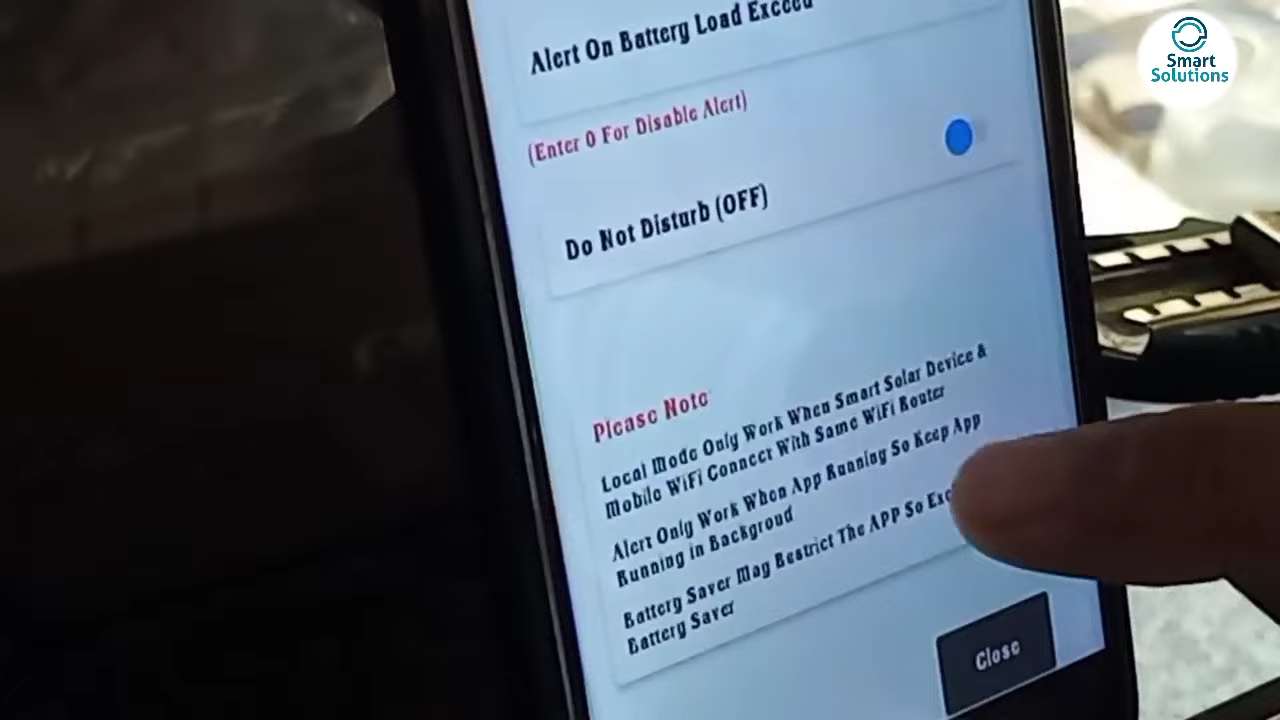 Smart
Solutions
Alert On Battery Load Exceed
(Enter 0 For Disable Alert)
Do Not Disturb (OFF)
Please Note
Local Mode Only Work When Smart Solar Device &
Mobile WiFi Connect With Same WiFi Router
Alert Only Work When App Running So Keep App
Running in Backgroud
Battery Saver May Restrict The APP So
Battery Saver
Close